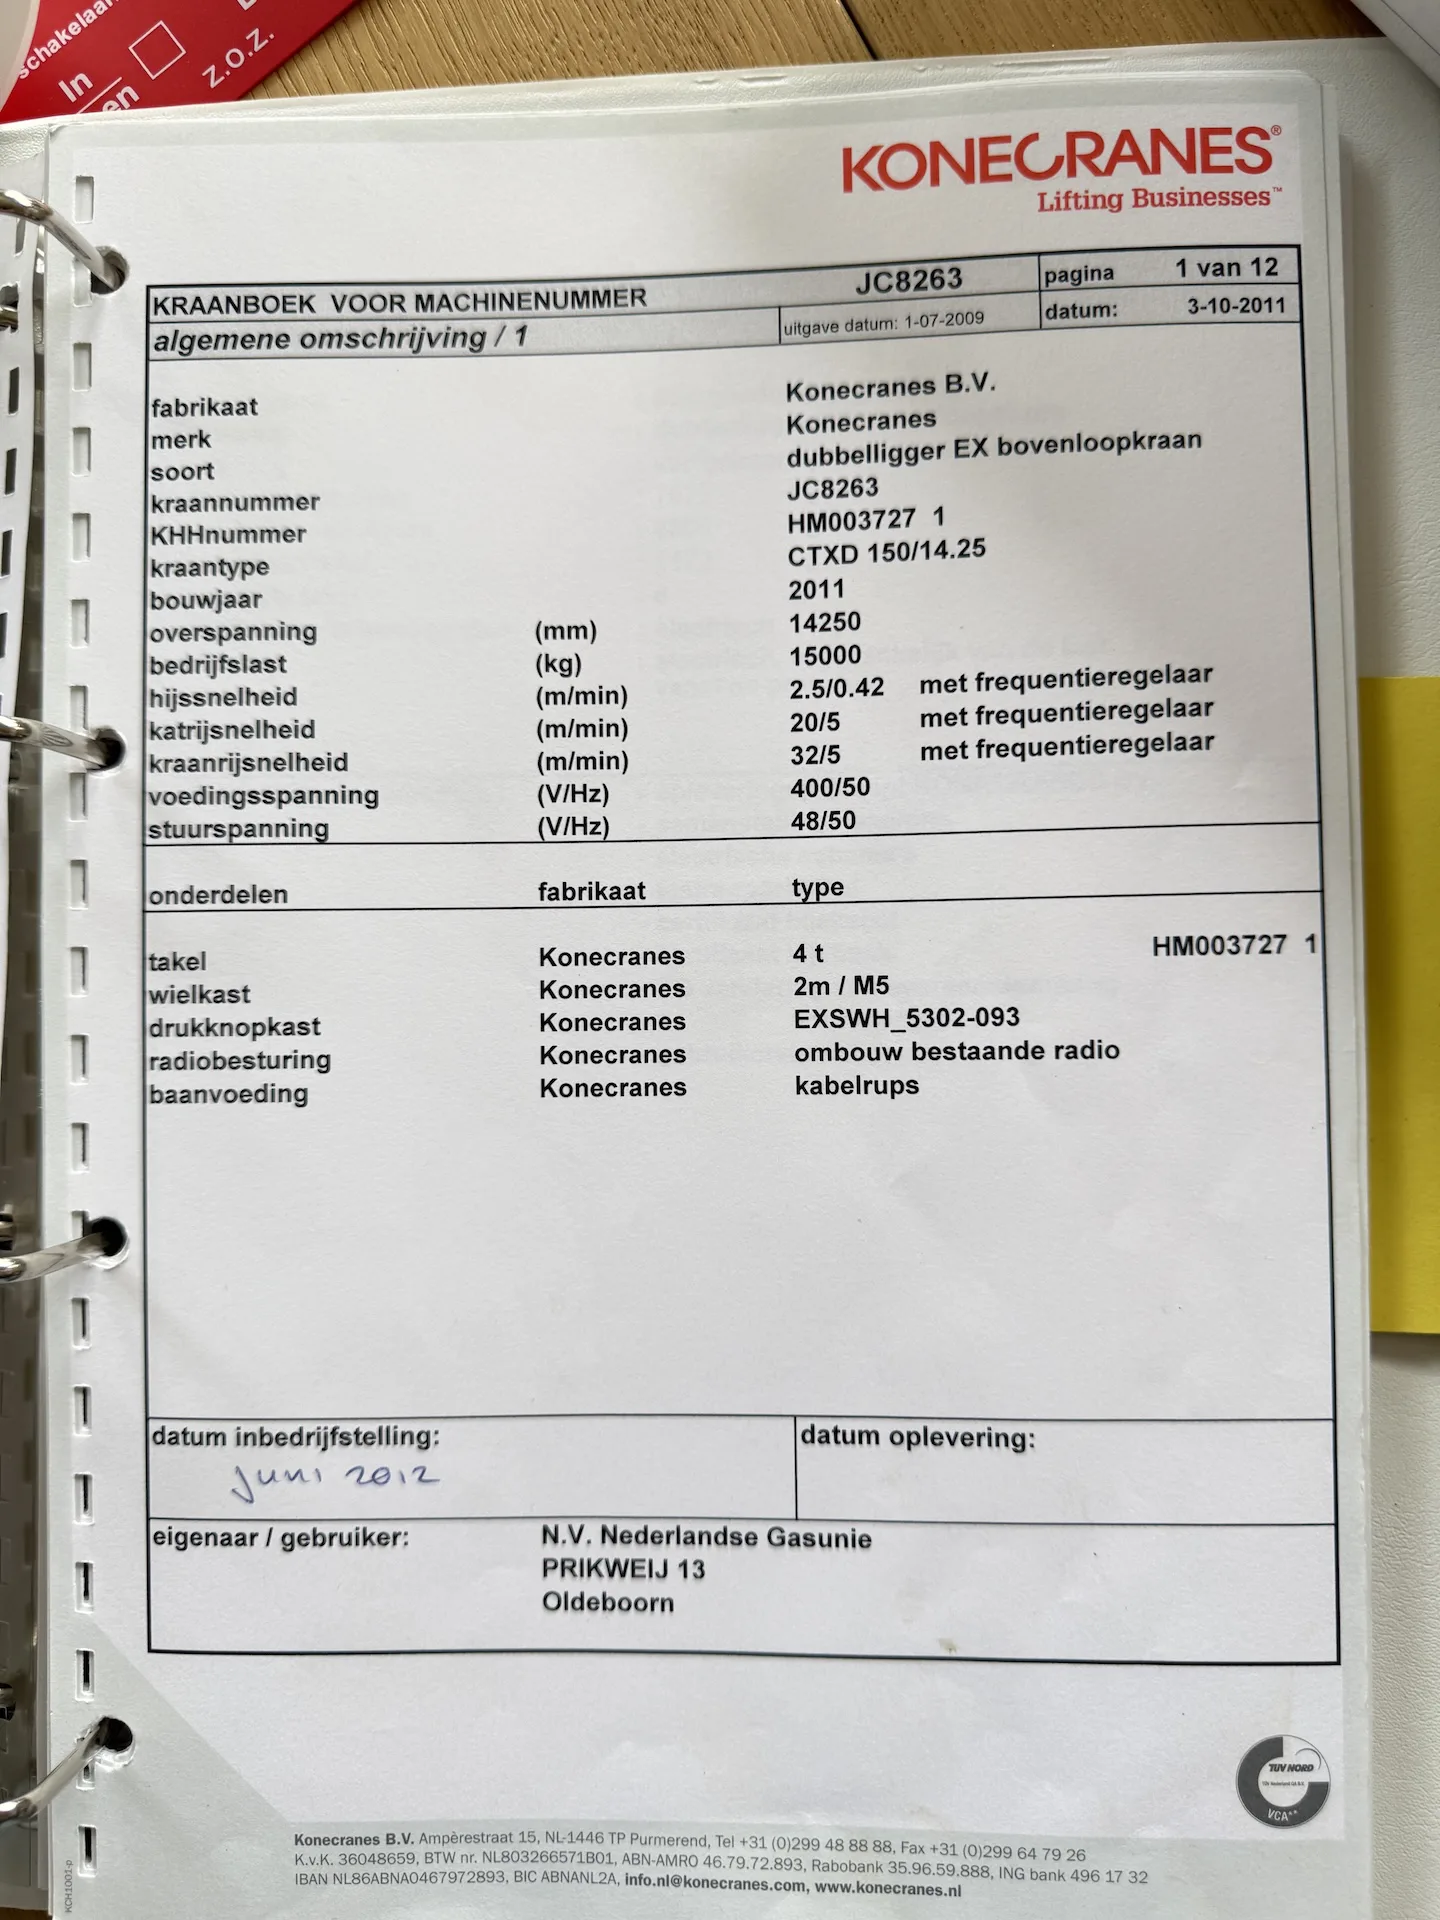 schakelaar
In
en
z.o.z.
KONECRANES®
Lifting Businesses™
KRAANBOEK VOOR MACHINENUMMER JC8263 pagina 1 van 12
algemene omschrijving / 1 uitgave datum: 1-07-2009 datum: 3-10-2011
fabrikaat Konecranes B.V.
merk Konecranes
soort dubbelligger EX bovenloopkraan
kraannummer JC8263
KHHnummer HM003727 1
kraantype CTXD 150/14.25
bouwjaar 2011
overspanning (mm) 14250
bedrijfslast (kg) 15000
hijssnelheid (m/min) 2.5/0.42 met frequentieregelaar
katrijsnelheid (m/min) 20/5 met frequentieregelaar
kraanrijsnelheid (m/min) 32/5 met frequentieregelaar
voedingsspanning (V/Hz) 400/50
stuurspanning (V/Hz) 48/50
onderdelen fabrikaat type
takel Konecranes 4 t HM003727 1
wielkast Konecranes 2m / M5
drukknopkast Konecranes EXSWH_5302-093
radiobesturing Konecranes ombouw bestaande radio
baanvoeding Konecranes kabelrups
datum inbedrijfstelling: datum oplevering:
juni 2012
eigenaar / gebruiker: N.V. Nederlandse Gasunie
PRIKWEIJ 13
Oldeboorn
TÜV NORD
VCA**
Konecranes B.V. Ampèrestraat 15, NL-1446 TP Purmerend, Tel +31 (0)299 48 88 88, Fax +31 (0)299 64 79 26
K.v.K. 36048659, BTW nr. NL803266571B01, ABN-AMRO 46.79.72.893, Rabobank 35.96.59.888, ING bank 496 17 32
IBAN NL86ABNA0467972893, BIC ABNANL2A, info.nl@konecranes.com, www.konecranes.nl
KCH1001-p